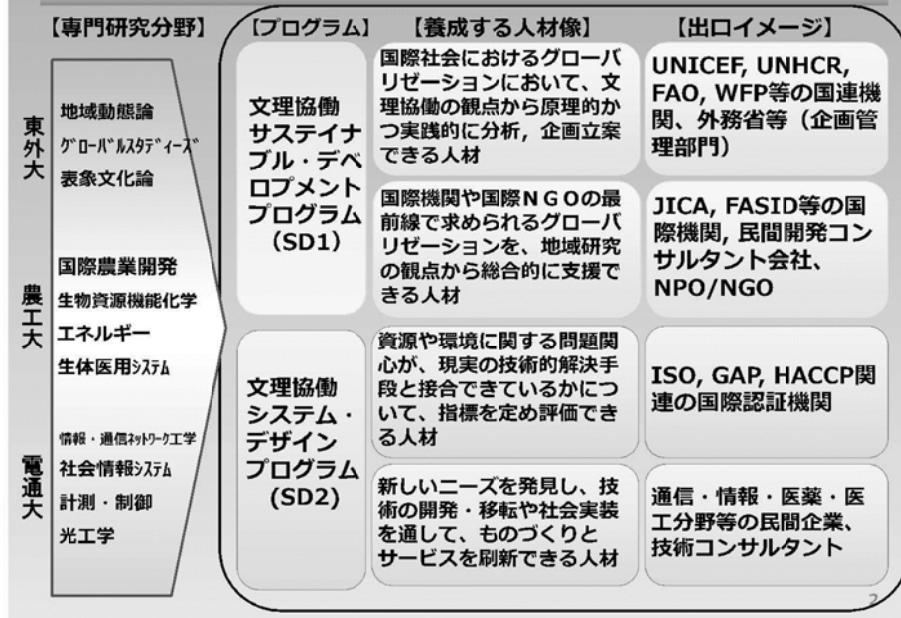 【専門研究分野】
【プログラム】
【養成する人材像】
【出口イメージ】
東外大
地域動態論
グローバルスタディーズ
表象文化論
農工大
国際農業開発
生物資源機能化学
エネルギー
生体医用システム
電通大
情報・通信ネットワーク工学
社会情報システム
計測・制御
光工学
文理協働
サステイナ
ブル・デベ
ロプメント
プログラム
(SD1)
国際社会におけるグローバ
リゼーションにおいて、文
理協働の観点から原理的か
つ実践的に分析，企画立案
できる人材
UNICEF, UNHCR,
FAO, WFP等の国連機
関、外務省等（企画管
理部門）
国際機関や国際ＮＧＯの最
前線で求められるグローバ
リゼーションを、地域研究
の観点から総合的に支援で
きる人材
JICA, FASID等の国
際機関，民間開発コン
サルタント会社、
NPO/NGO
文理協働
システム・
デザイン
プログラム
(SD2)
資源や環境に関する問題関
心が、現実の技術的解決手
段と接合できているかにつ
いて、指標を定め評価でき
る人材
ISO, GAP, HACCP関
連の国際認証機関
新しいニーズを発見し、技
術の開発・移転や社会実装
を通して、ものづくりと
サービスを刷新できる人材
通信・情報・医薬・医
工分野等の民間企業、
技術コンサルタント
2